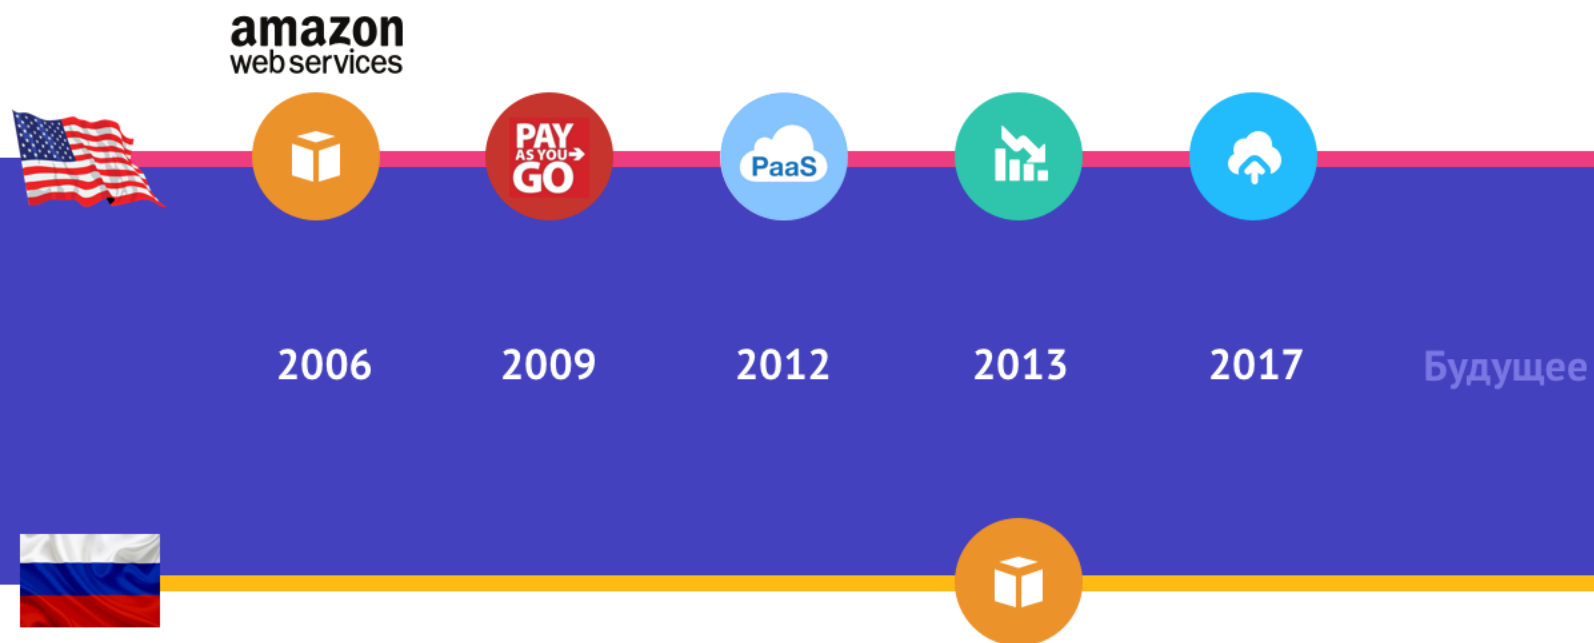 amazon
web services
PAY
AS YOU
GO
PaaS
2006
2009
2012
2013
2017
Будущее